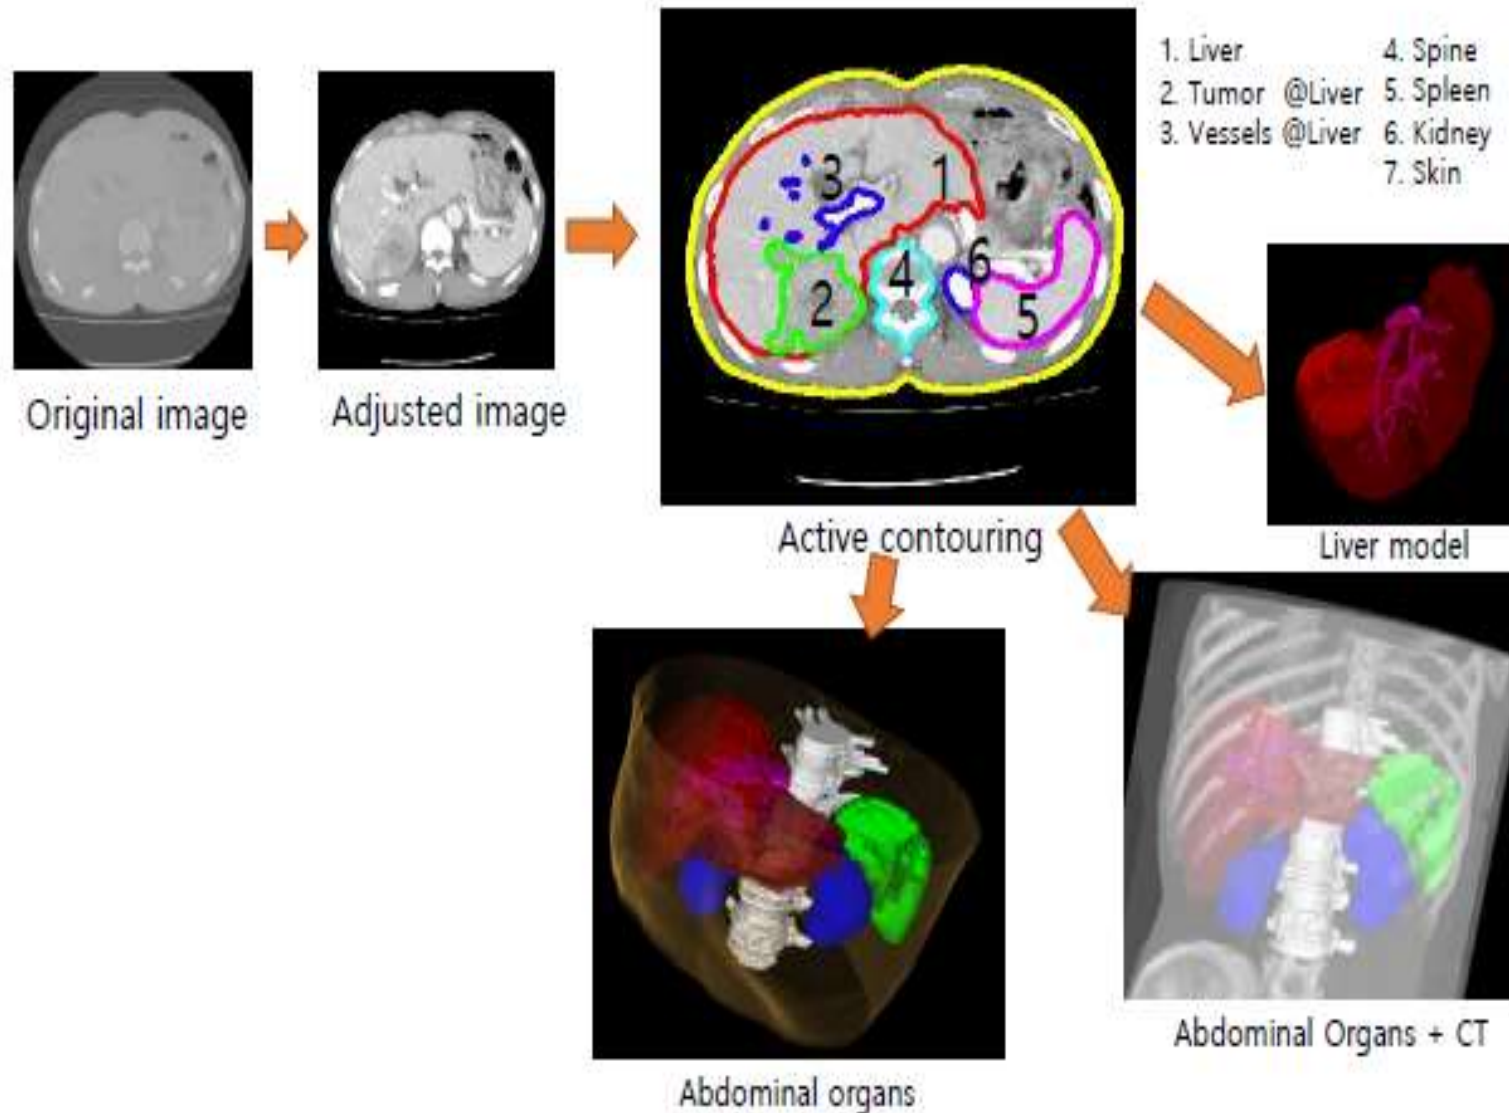 1. Liver
2. Tumor @Liver
3. Vessels @Liver
4. Spine
5. Spleen
6. Kidney
7. Skin
3
1
6
4
2
5
Original image
Adjusted image
Active contouring
Liver model
Abdominal organs
Abdominal Organs + CT